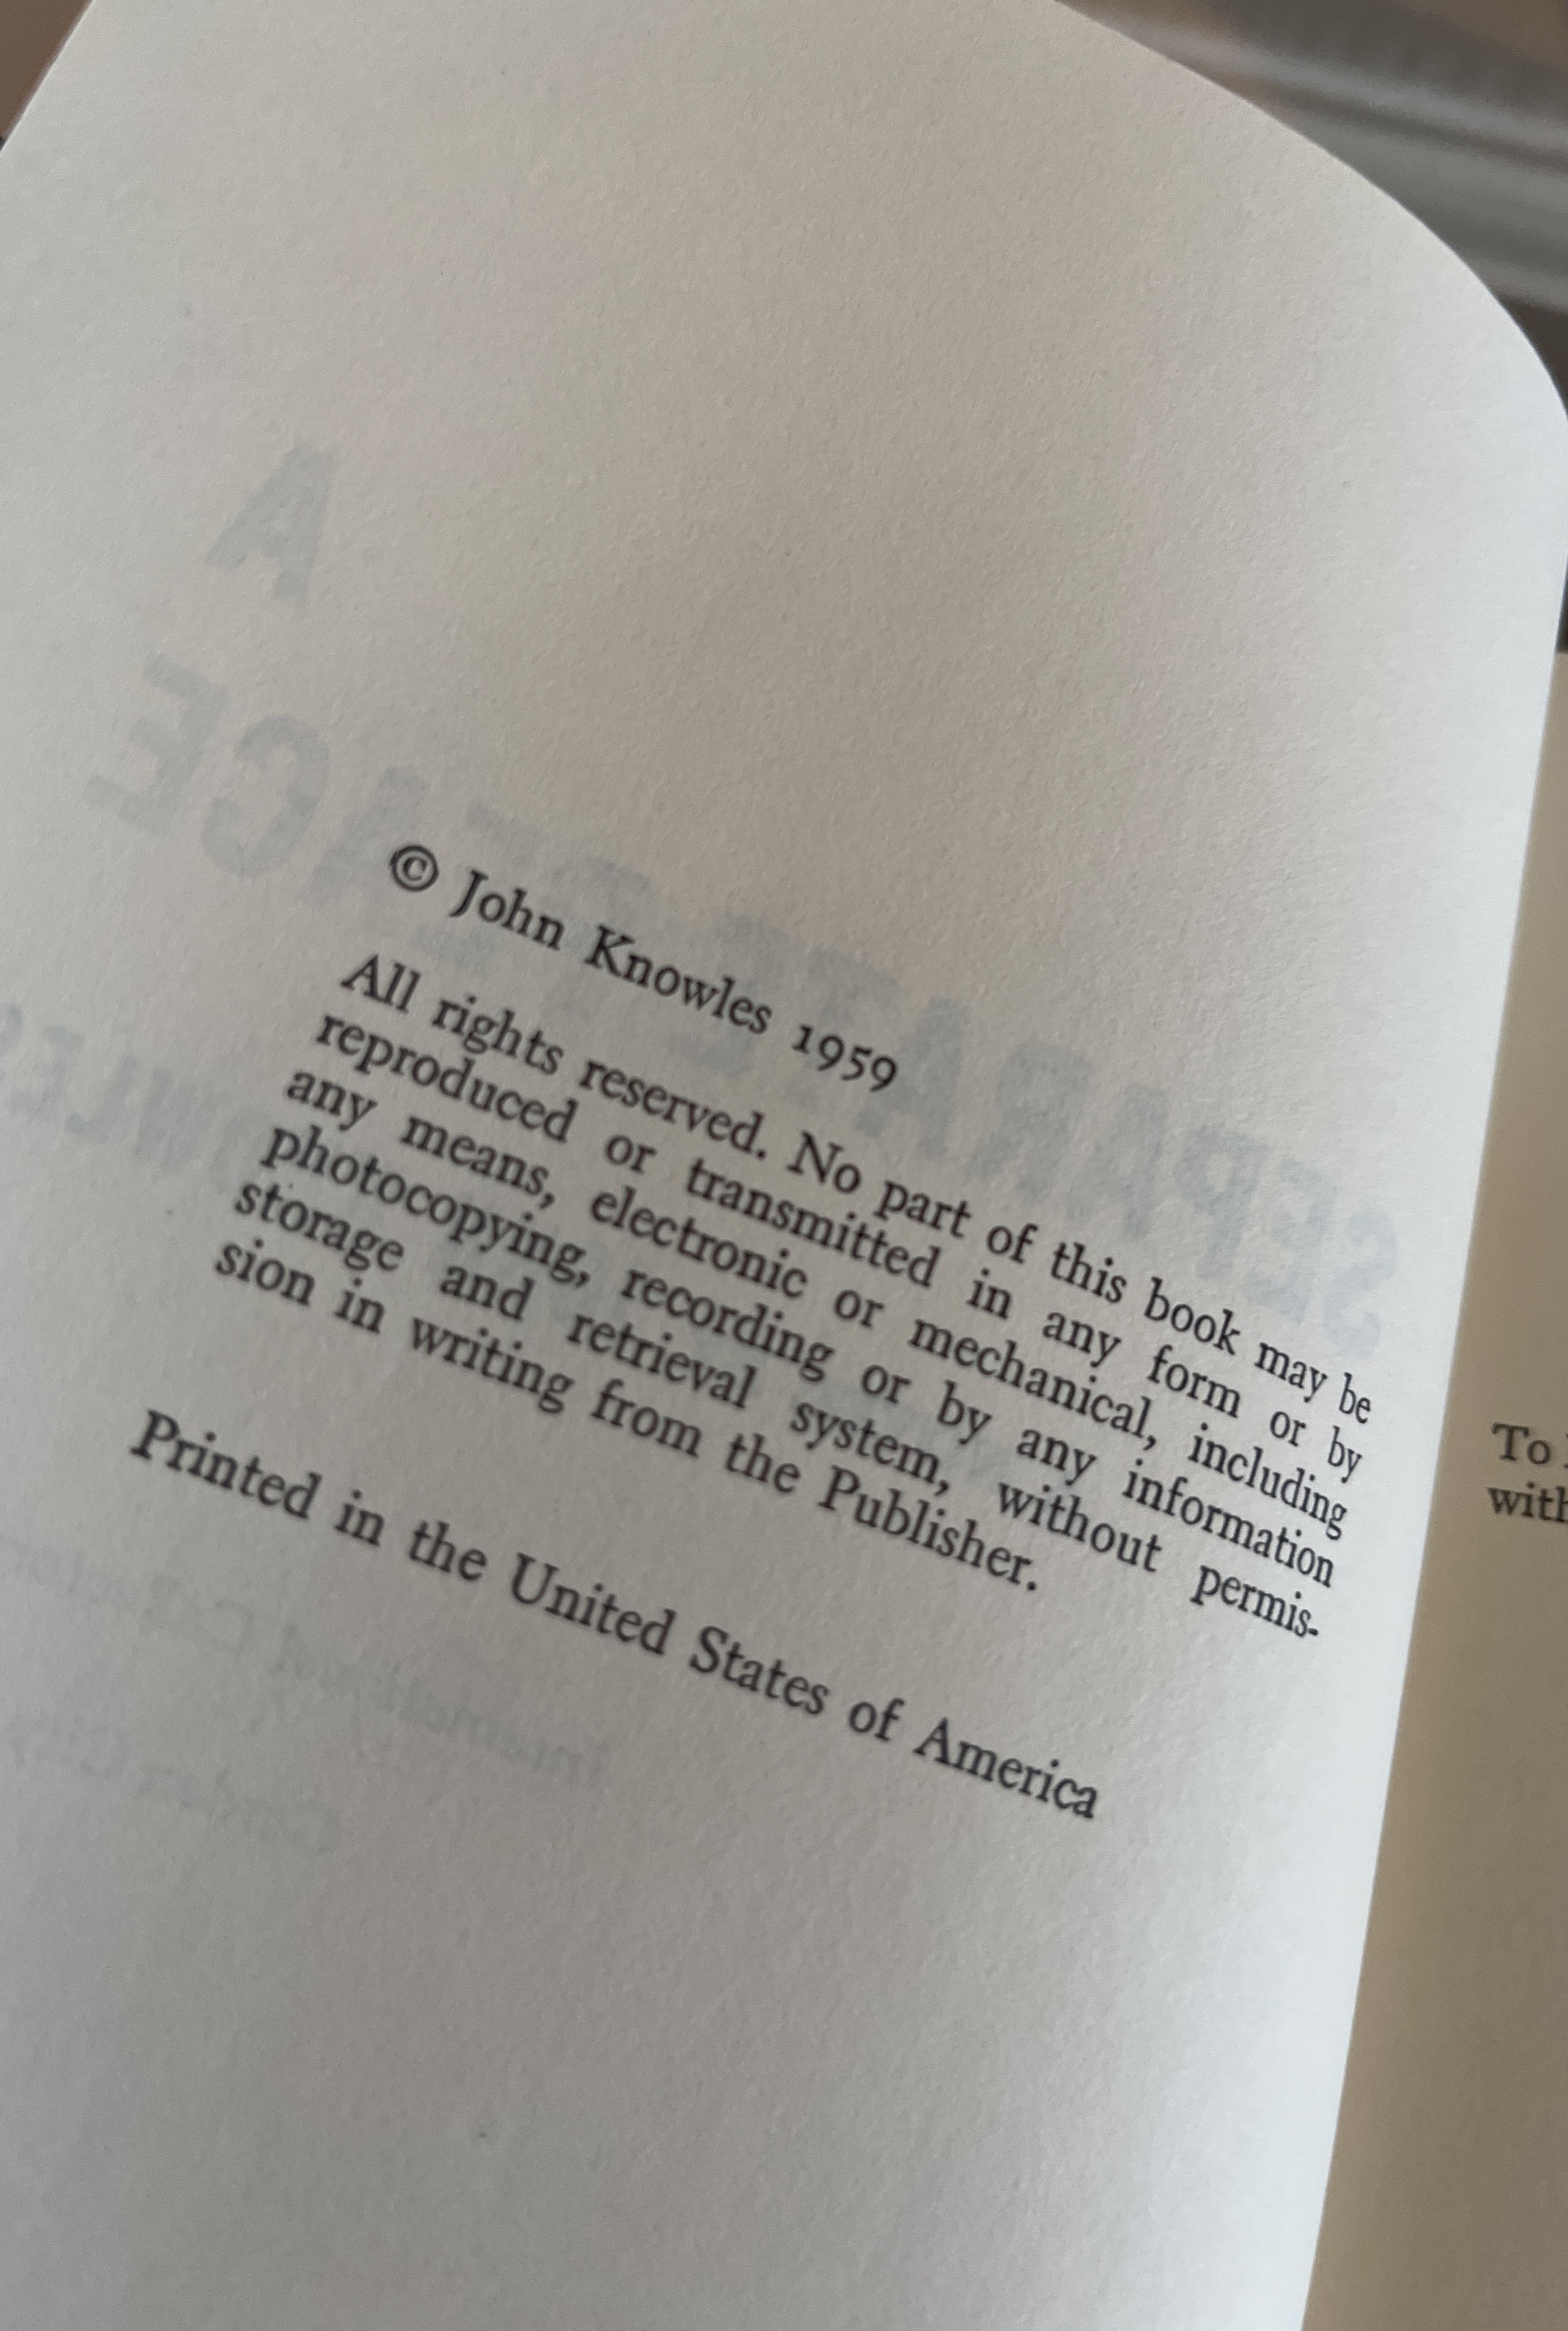 © John Knowles 1959
All rights reserved. No part of this book may be
reproduced or transmitted in any form or by
any means, electronic or mechanical, including
photocopying, recording or by any information
storage and retrieval system, without permis-
sion in writing from the Publisher.
Printed in the United States of America
A
SEPARATE PEACE
To
with